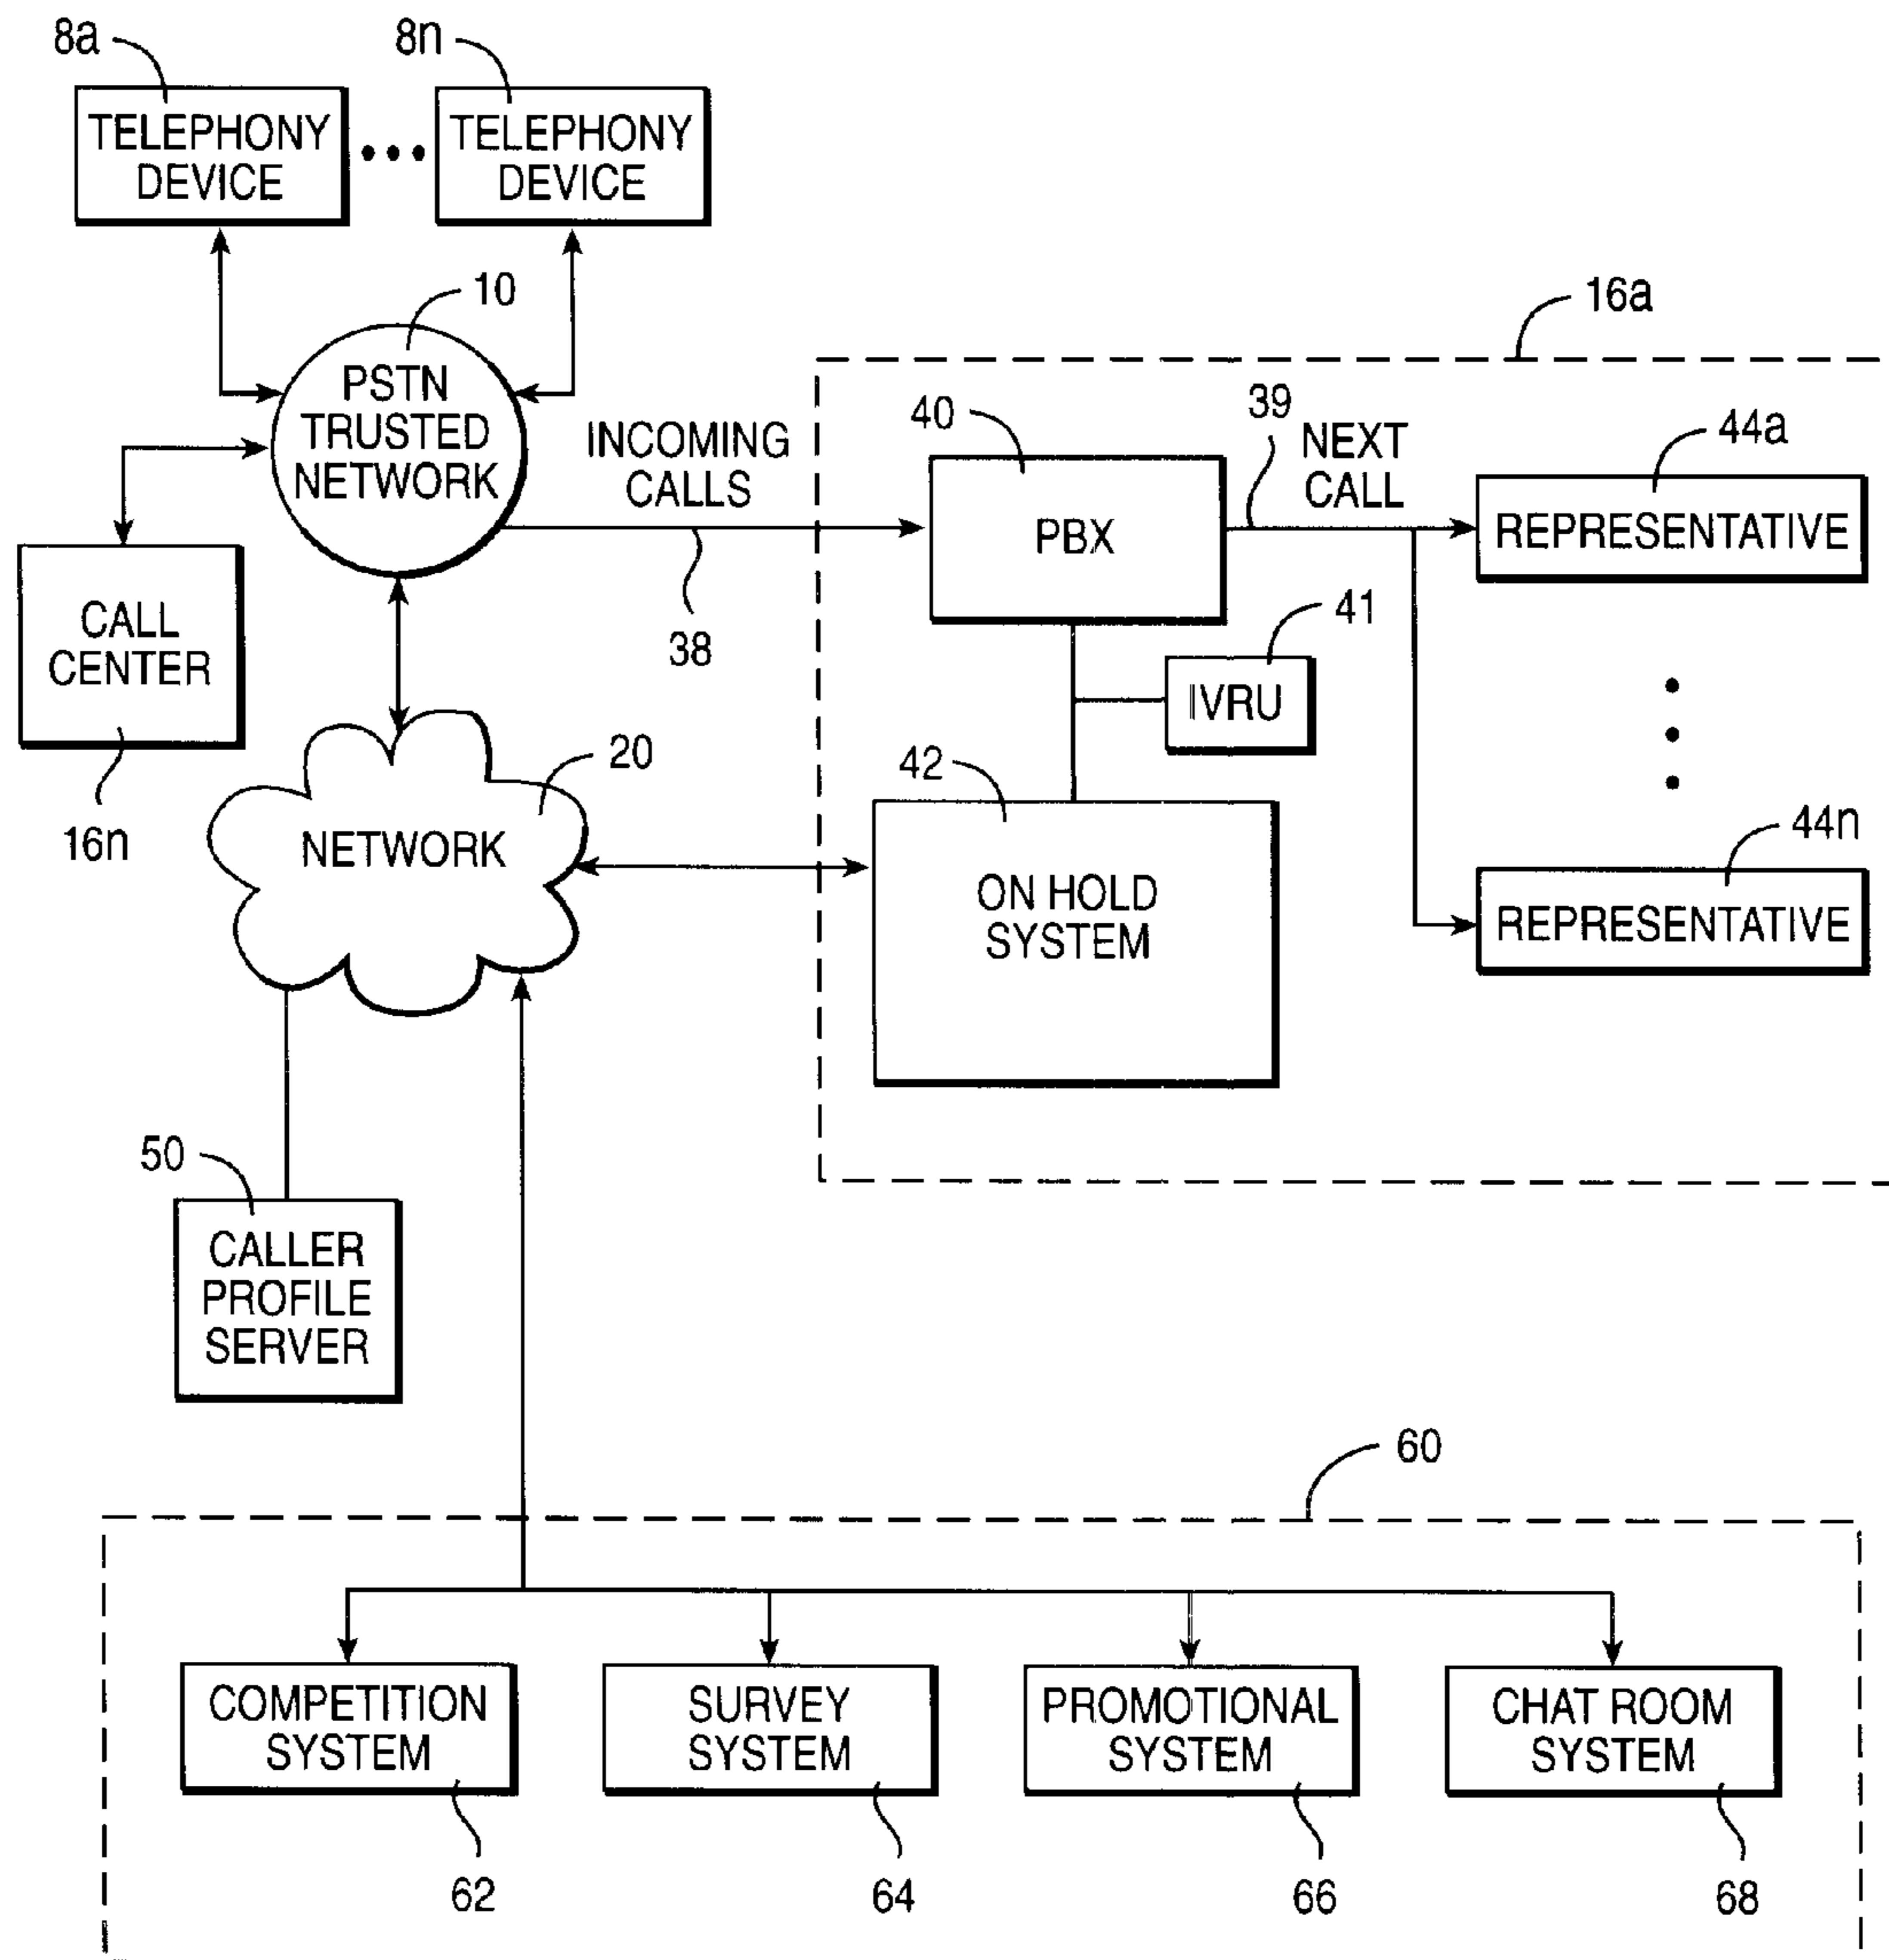 8a
8n
TELEPHONY
DEVICE
TELEPHONY
DEVICE
10
PSTN
TRUSTED
NETWORK
INCOMING
CALLS
38
16a
40
PBX
39
NEXT
CALL
44a
REPRESENTATIVE
41
IVRU
CALL
CENTER
16n
20
NETWORK
42
ON HOLD
SYSTEM
44n
REPRESENTATIVE
50
CALLER
PROFILE
SERVER
60
COMPETITION
SYSTEM
62
SURVEY
SYSTEM
64
PROMOTIONAL
SYSTEM
66
CHAT ROOM
SYSTEM
68